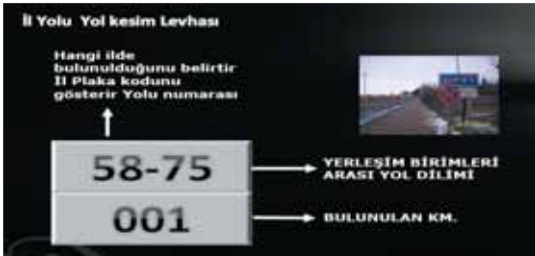 İl Yolu Yol kesim Levhası
Hangi ilde
bulunulduğunu belirtir
İl Plaka kodunu
gösterir Yolu numarası
58-75
YERLEŞİM BİRİMLERİ
ARASI YOL DİLİMİ
001
BULUNULAN KM.